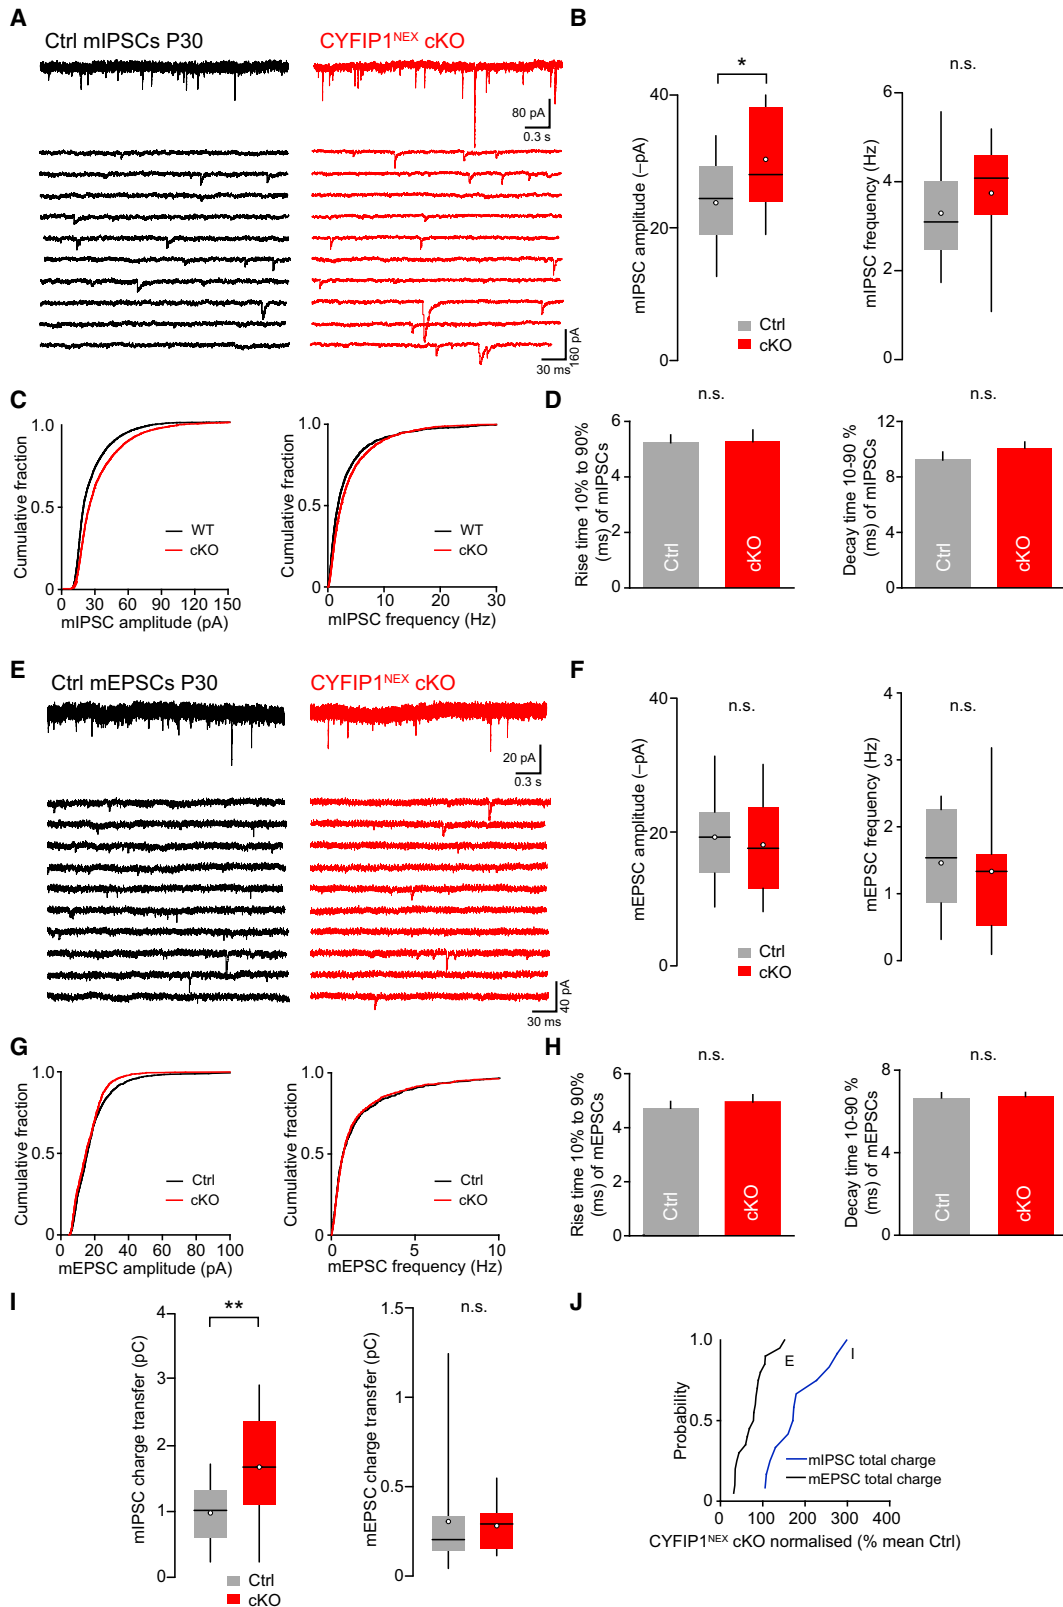 A
Ctrl mIPSCs P30
CYFIP1NEX cKO
80 pA
0.3 s
160 pA
30 ms
B
*
n.s.
mIPSC amplitude (–pA)
40
20
0
Ctrl
cKO
mIPSC frequency (Hz)
6
4
2
0
C
Cumulative fraction
1.0
0.5
0
WT
cKO
0 30 60 90 120 150
mIPSC amplitude (pA)
Cumulative fraction
1.0
0.5
0
WT
cKO
0 10 20 30
mIPSC frequency (Hz)
D
n.s.
Rise time 10% to 90%
(ms) of mIPSCs
6
4
2
0
Ctrl
cKO
n.s.
Decay time 10-90 %
(ms) of mIPSCs
12
8
4
0
Ctrl
cKO
E
Ctrl mEPSCs P30
CYFIP1NEX cKO
20 pA
0.3 s
40 pA
30 ms
F
n.s.
mEPSC amplitude (–pA)
40
20
0
Ctrl
cKO
n.s.
mEPSC frequency (Hz)
4
3
2
1
0
G
Cumulative fraction
1.0
0.5
0
Ctrl
cKO
0 20 40 60 80 100
mEPSC amplitude (pA)
Cumulative fraction
1.0
0.5
0
Ctrl
cKO
0 5 10
mEPSC frequency (Hz)
H
n.s.
Rise time 10% to 90%
(ms) of mEPSCs
6
4
2
0
Ctrl
cKO
n.s.
Decay time 10-90 %
(ms) of mEPSCs
8
6
4
2
0
Ctrl
cKO
I
**
mIPSC charge transfer (pC)
4
3
2
1
0
Ctrl
cKO
n.s.
mEPSC charge transfer (pC)
1.5
1
0.5
0
J
Probability
1.0
0.5
0
E
I
mIPSC total charge
mEPSC total charge
0 100 200 300 400
CYFIP1NEX cKO normalised (% mean Ctrl)